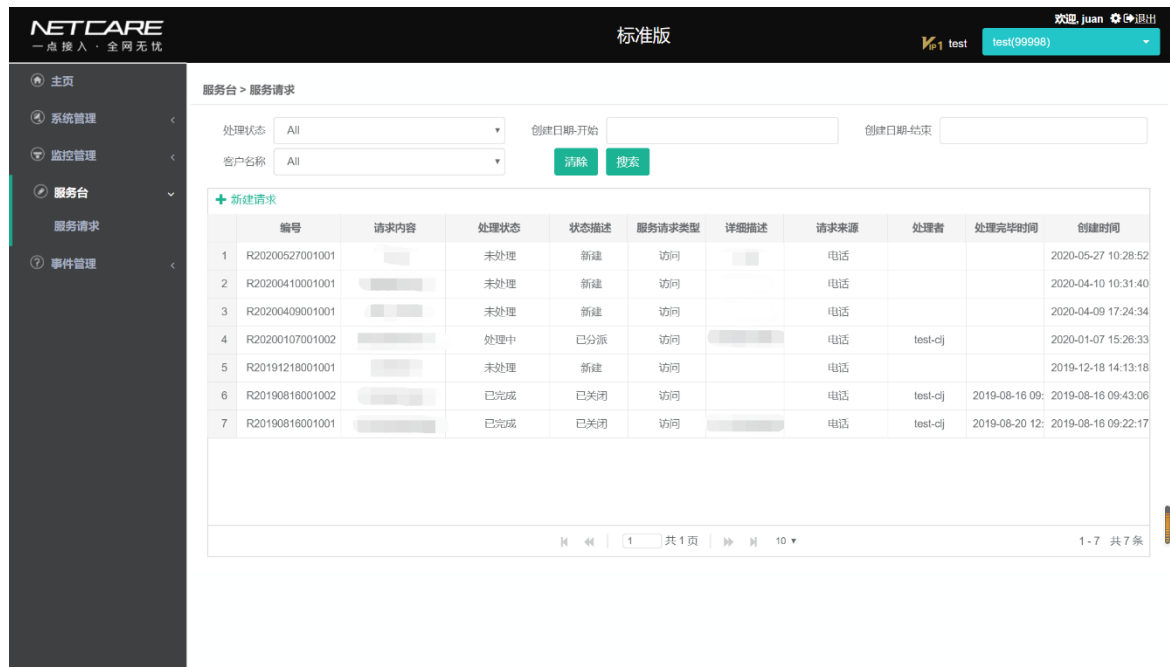 NETCARE
一点接入 · 全网无忧
标准版
欢迎, juan 退出
VIP1 test
test(99998)
主页
系统管理
监控管理
服务台
服务请求
事件管理
服务台 > 服务请求
处理状态 All 创建日期-开始 创建日期-结束
客户名称 All 清除 搜索
新建请求
编号 请求内容 处理状态 状态描述 服务请求类型 详细描述 请求来源 处理者 处理完毕时间 创建时间
1 R20200527001001 未处理 新建 访问 电话 2020-05-27 10:28:52
2 R20200410001001 未处理 新建 访问 电话 2020-04-10 10:31:40
3 R20200409001001 未处理 新建 访问 电话 2020-04-09 17:24:34
4 R20200107001002 处理中 已分派 访问 电话 test-clj 2020-01-07 15:26:33
5 R20191218001001 未处理 新建 访问 电话 2019-12-18 14:13:18
6 R20190816001002 已完成 已关闭 访问 电话 test-clj 2019-08-16 09: 2019-08-16 09:43:06
7 R20190816001001 已完成 已关闭 访问 电话 test-clj 2019-08-20 12: 2019-08-16 09:22:17
1 共 1 页 10 1 - 7 共 7 条